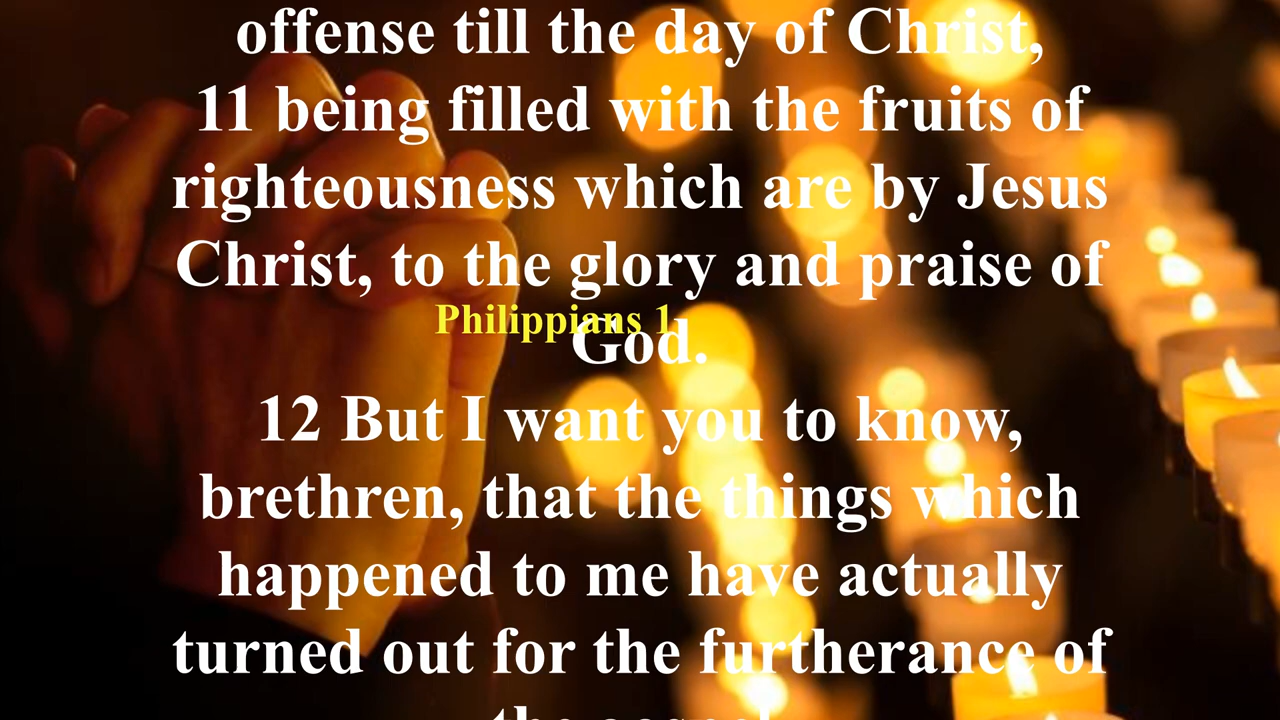 offense till the day of Christ,
11 being filled with the fruits of
righteousness which are by Jesus
Christ, to the glory and praise of
Philippians 1
God.
12 But I want you to know,
brethren, that the things which
happened to me have actually
turned out for the furtherance of
the gospel